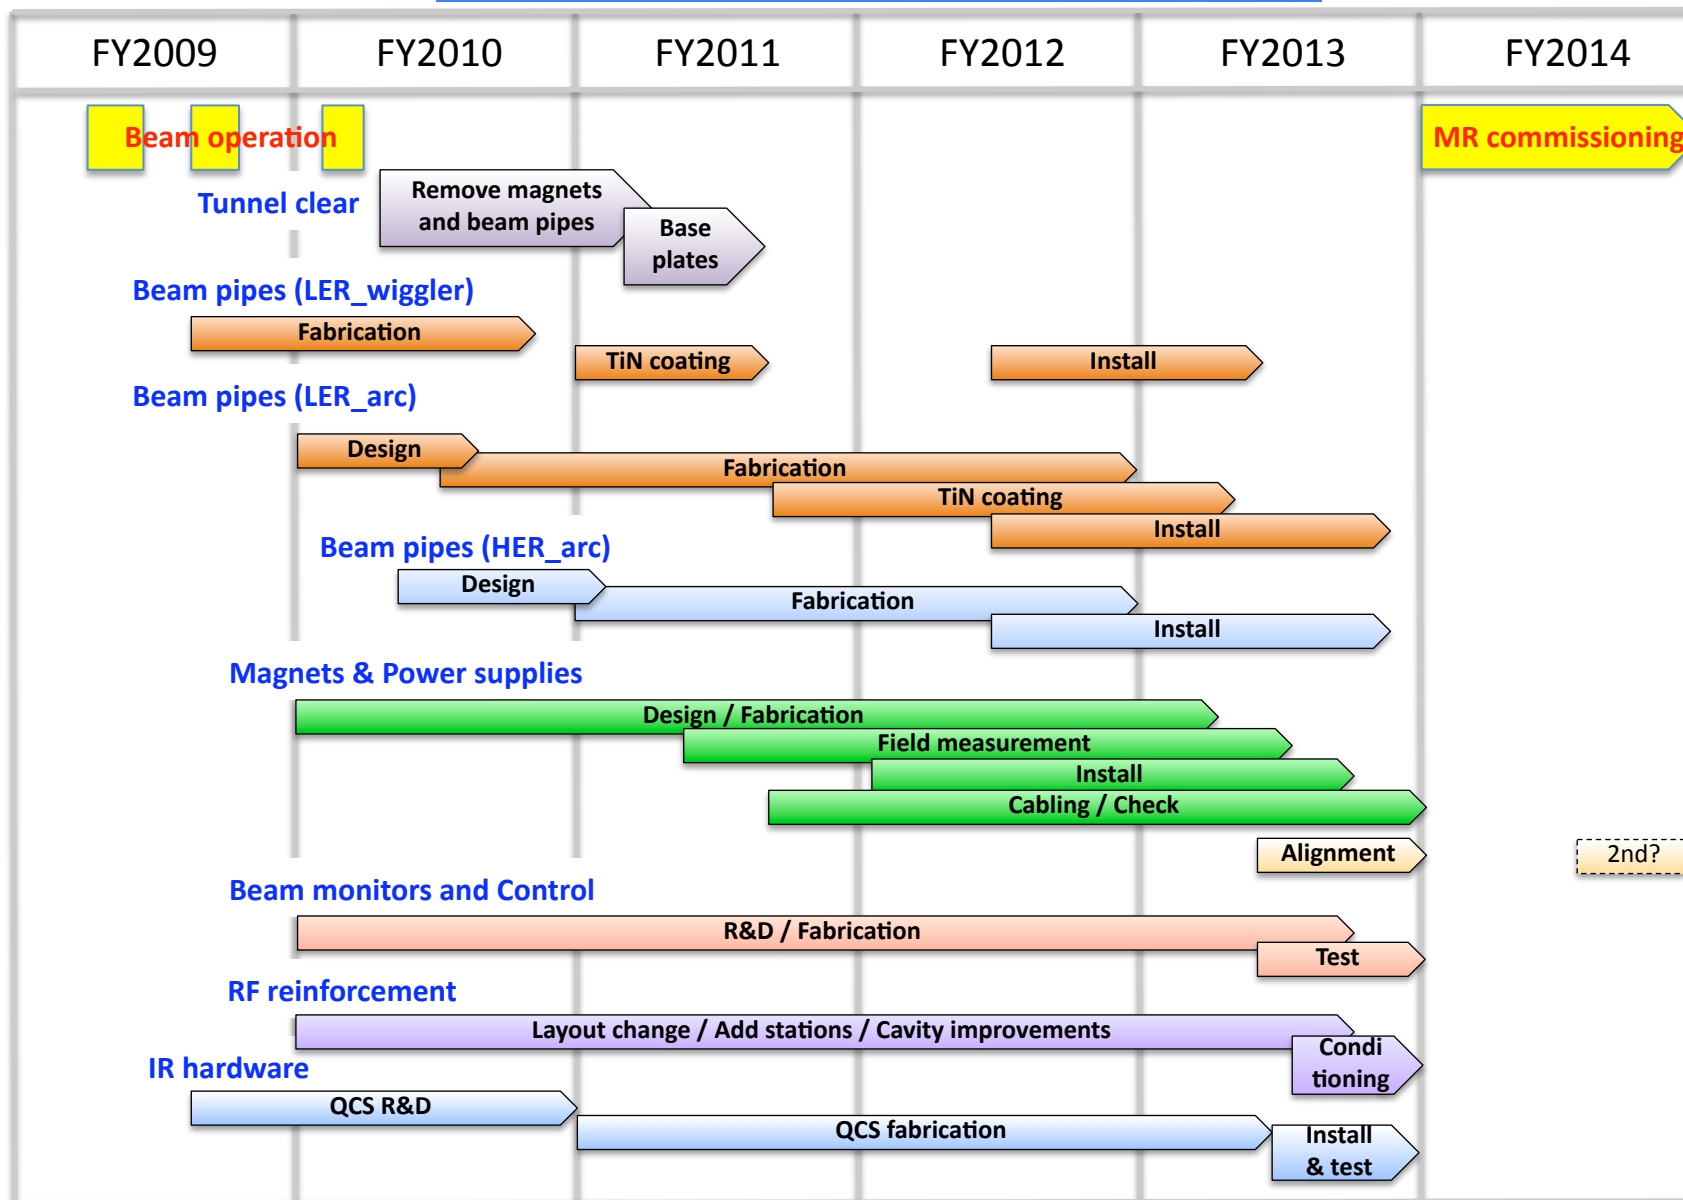 FY2009 FY2010 FY2011 FY2012 FY2013 FY2014
Beam operation
MR commissioning
Tunnel clear
Remove magnets
and beam pipes
Base
plates
Beam pipes (LER_wiggler)
Fabrication
TiN coating
Install
Beam pipes (LER_arc)
Design
Fabrication
TiN coating
Install
Beam pipes (HER_arc)
Design
Fabrication
Install
Magnets & Power supplies
Design / Fabrication
Field measurement
Install
Cabling / Check
Alignment
2nd?
Beam monitors and Control
R&D / Fabrication
Test
RF reinforcement
Layout change / Add stations / Cavity improvements
Condi
tioning
IR hardware
QCS R&D
QCS fabrication
Install
& test